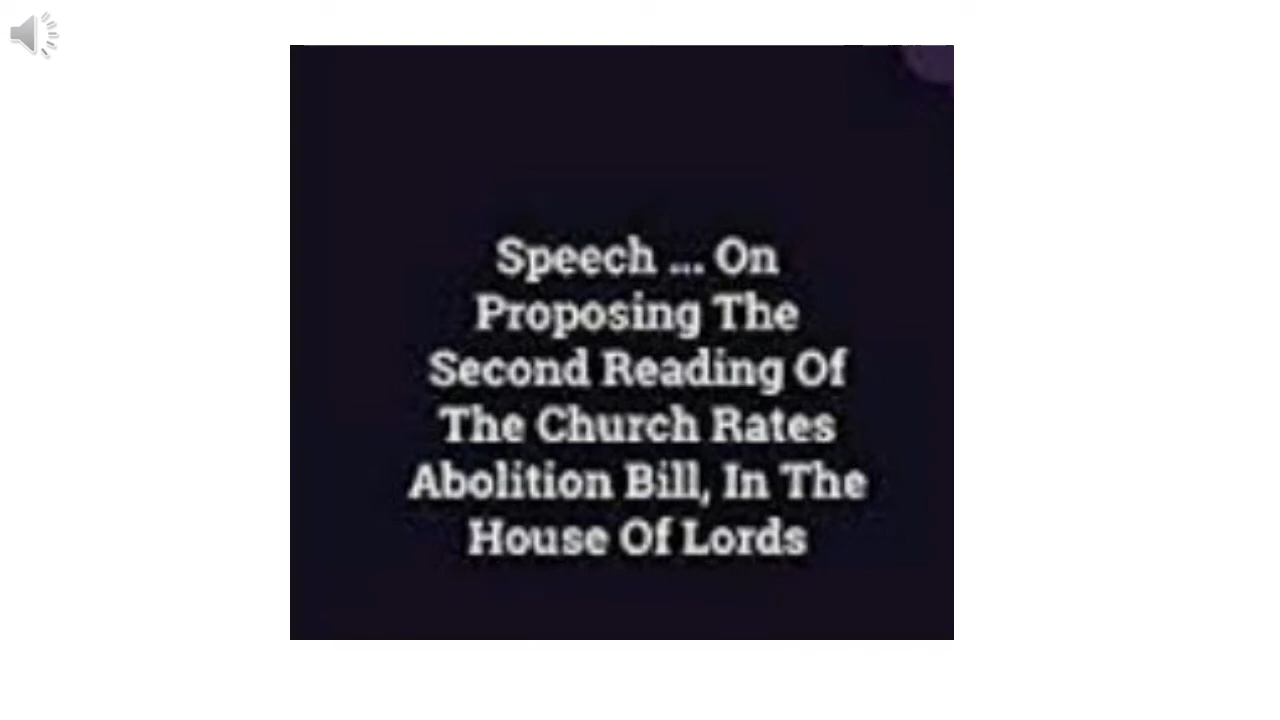 Speech ... On
Proposing The
Second Reading Of
The Church Rates
Abolition Bill, In The
House Of Lords